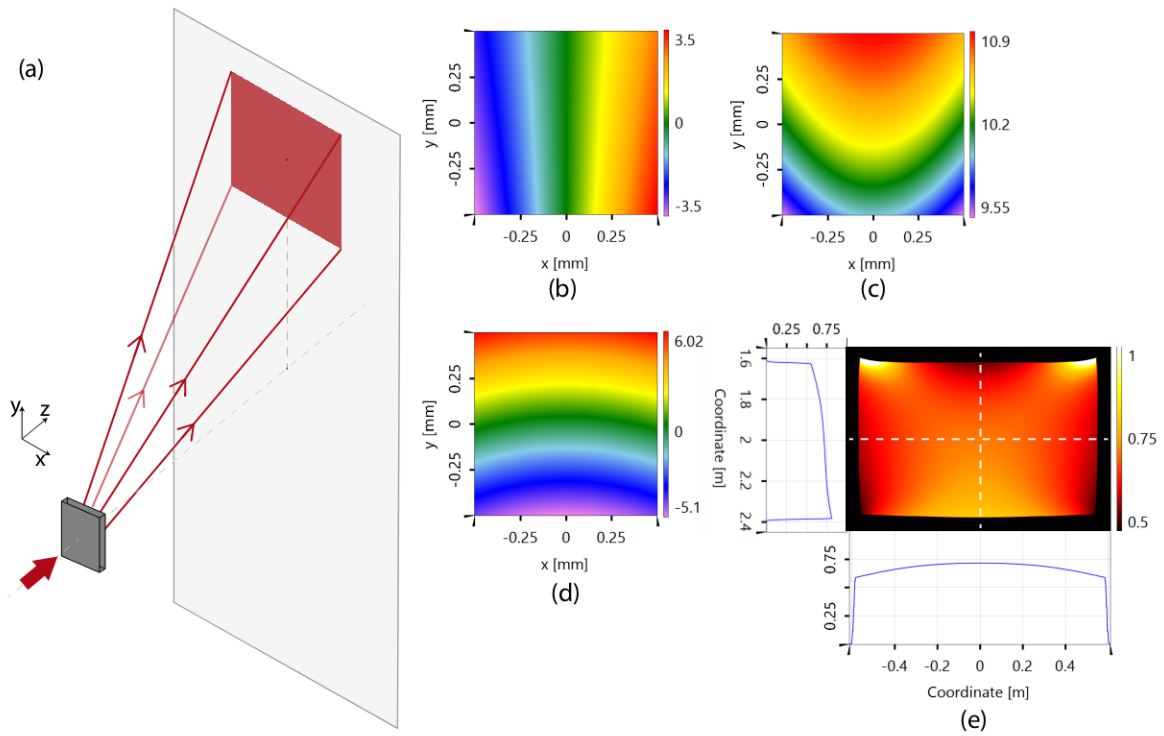 (a)
y
z
x
y [mm]
0.25
0
-0.25
-0.25
0
0.25
x [mm]
3.5
0
-3.5
(b)
y [mm]
0.25
0
-0.25
-0.25
0
0.25
x [mm]
10.9
10.2
9.55
(c)
y [mm]
0.25
0
-0.25
-0.25
0
0.25
x [mm]
6.02
0
-5.1
(d)
0.25
0.75
1.6
1.8
2
2.2
2.4
Coordinate [m]
1
0.75
0.5
0.75
0.25
-0.4
-0.2
0
0.2
0.4
Coordinate [m]
(e)